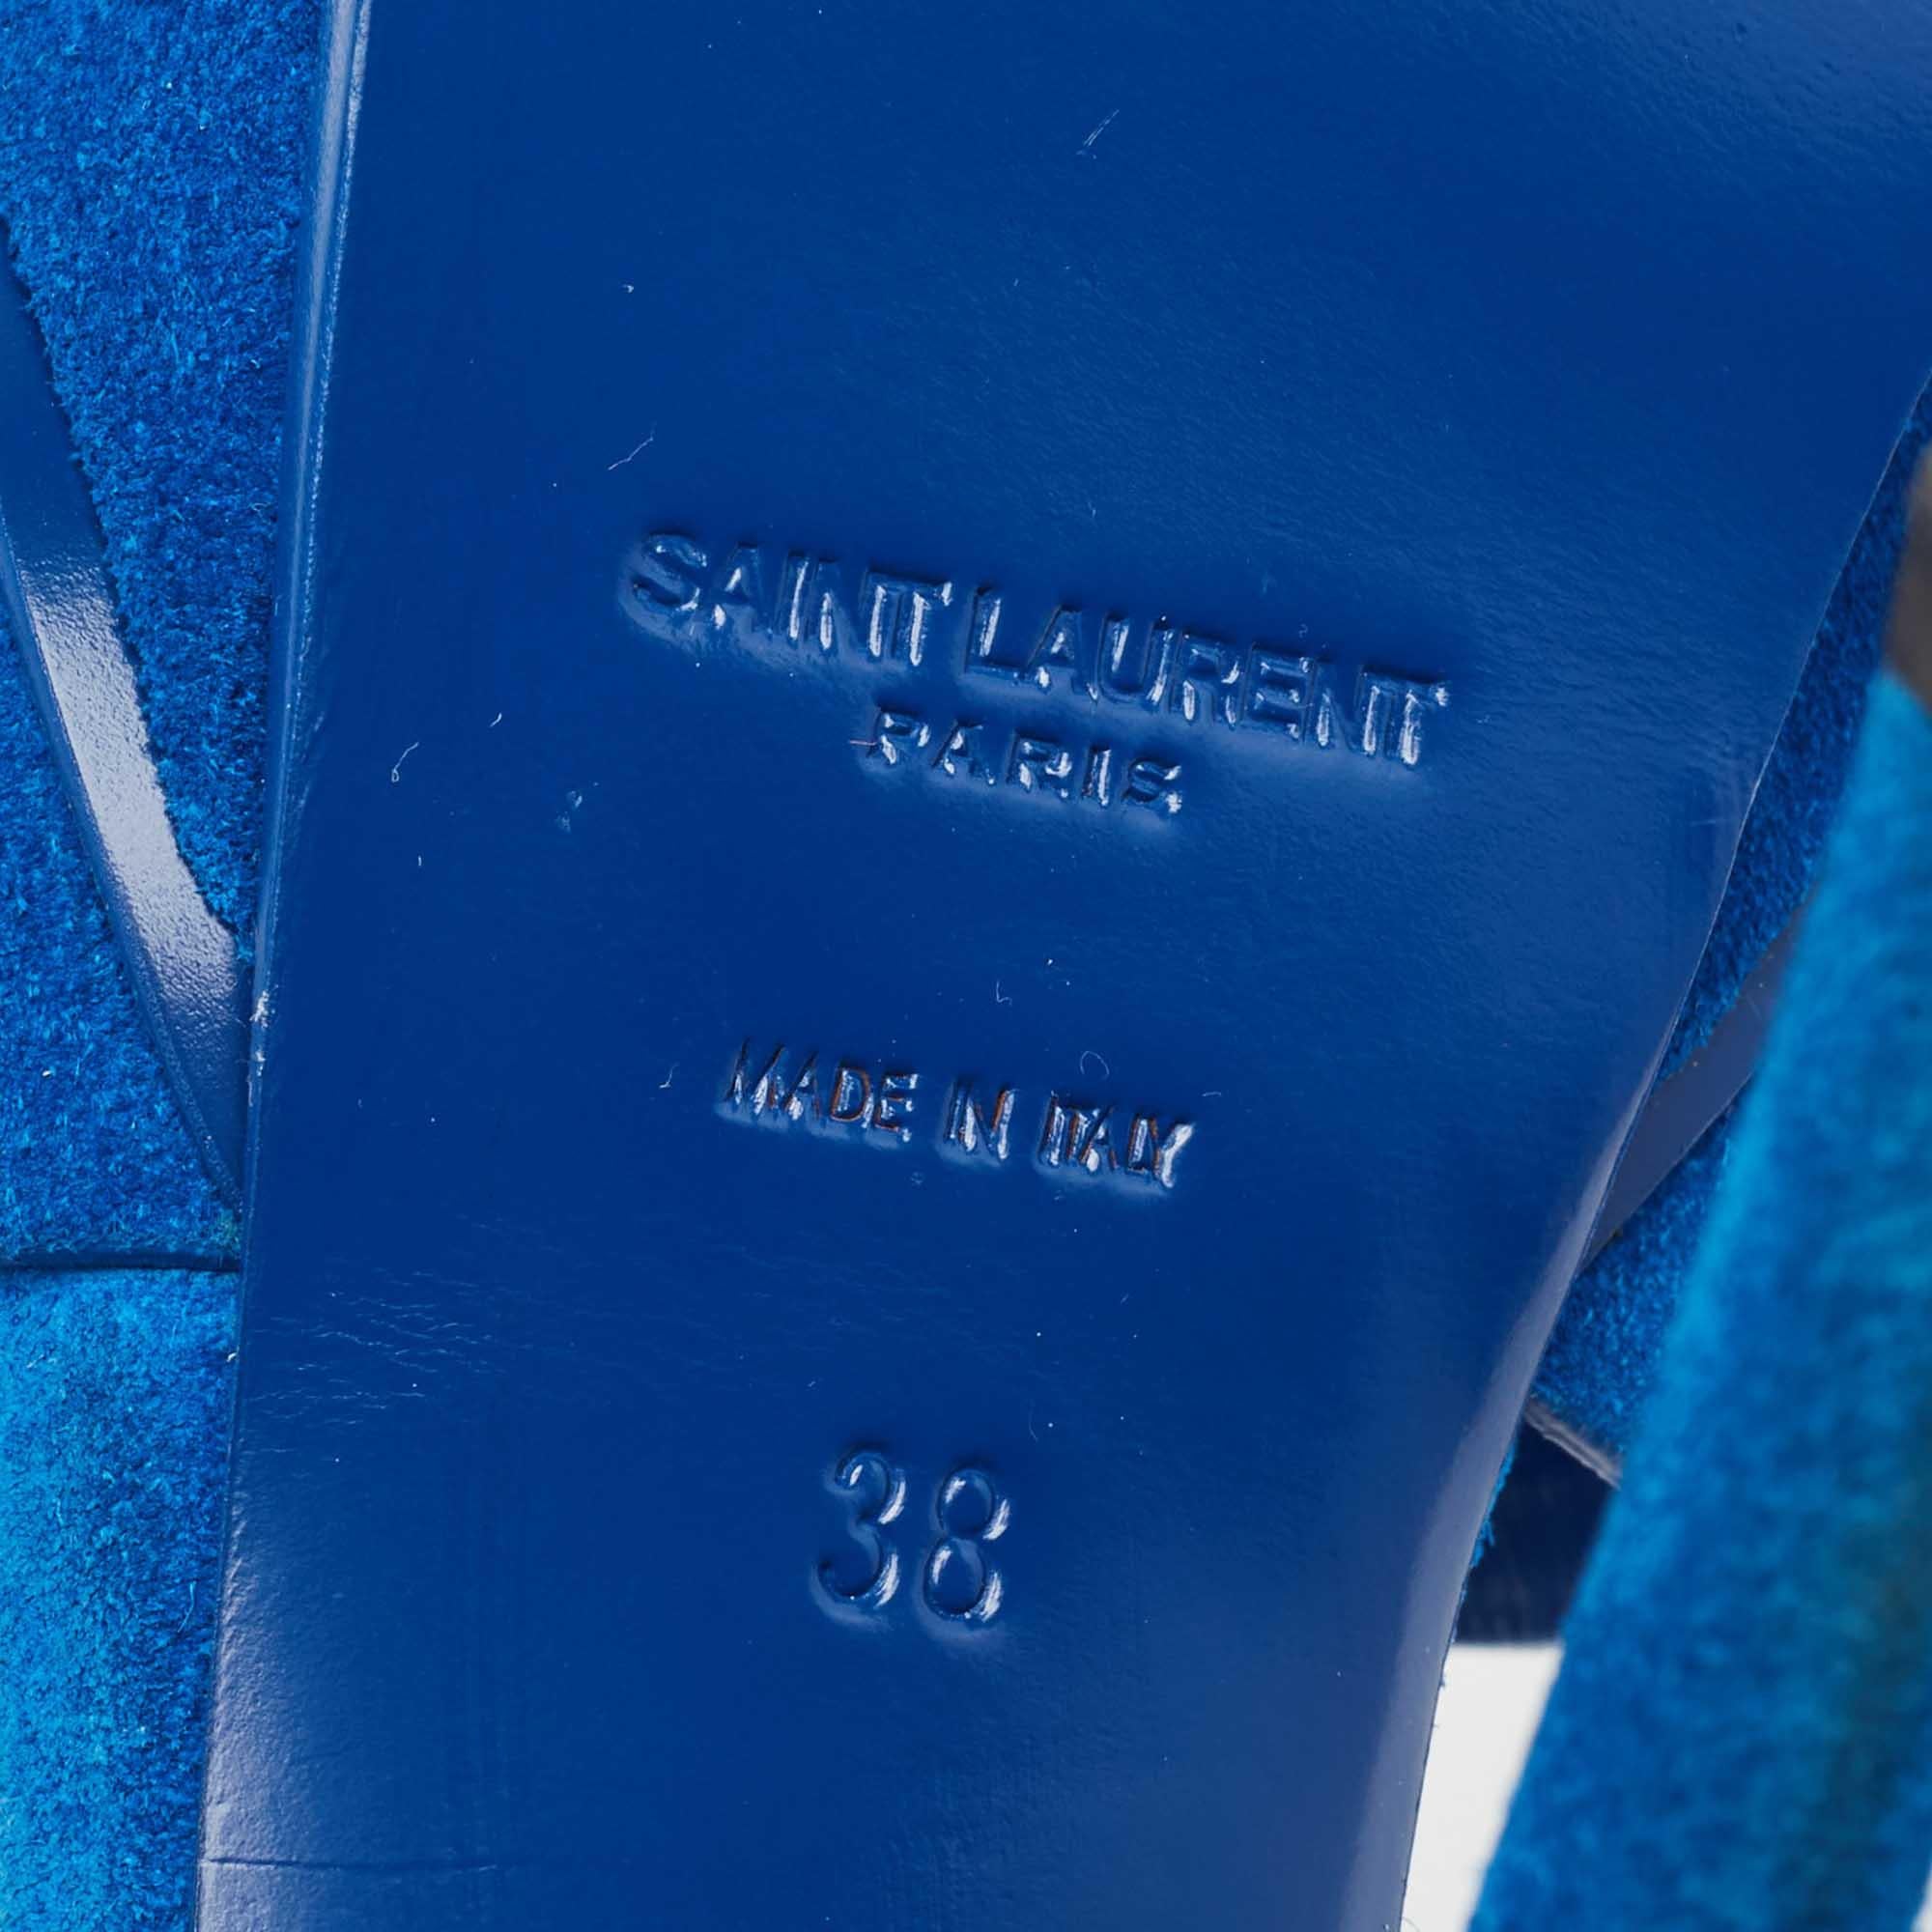 SAINT LAURENT
PARIS
MADE IN ITALY
38